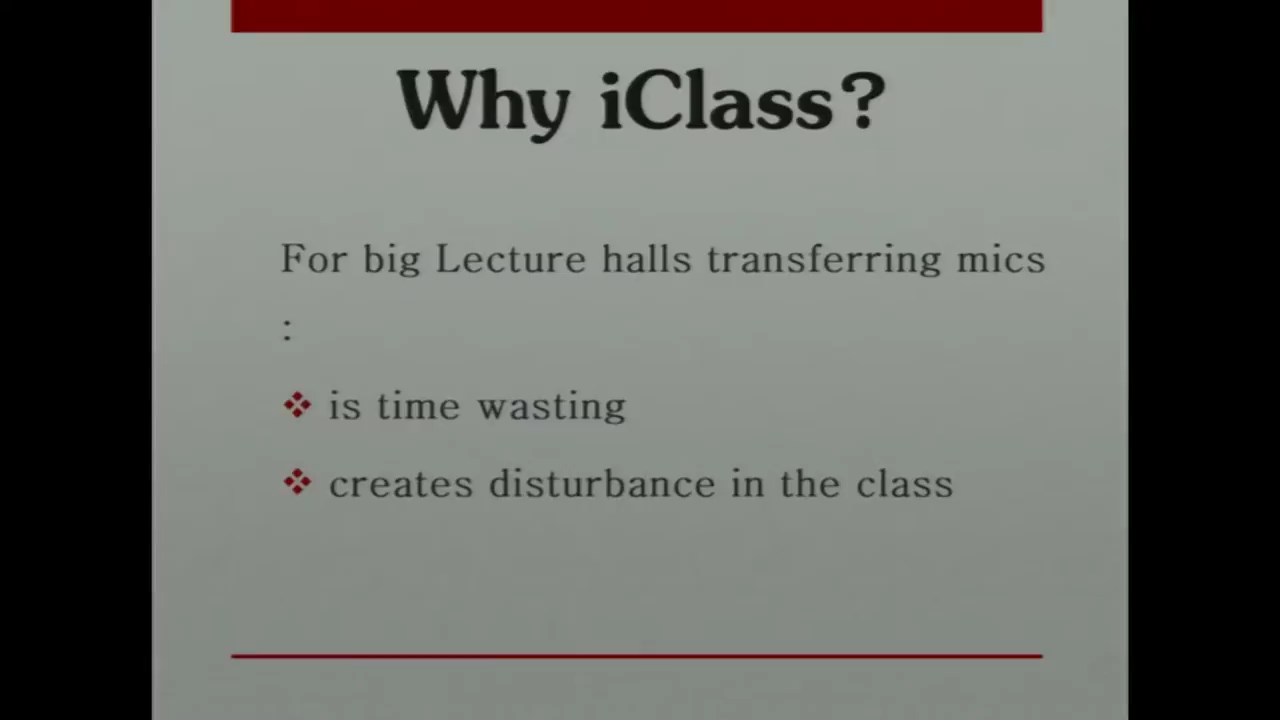 Why iClass?
For big Lecture halls transferring mics
:
❖ is time wasting
❖ creates disturbance in the class